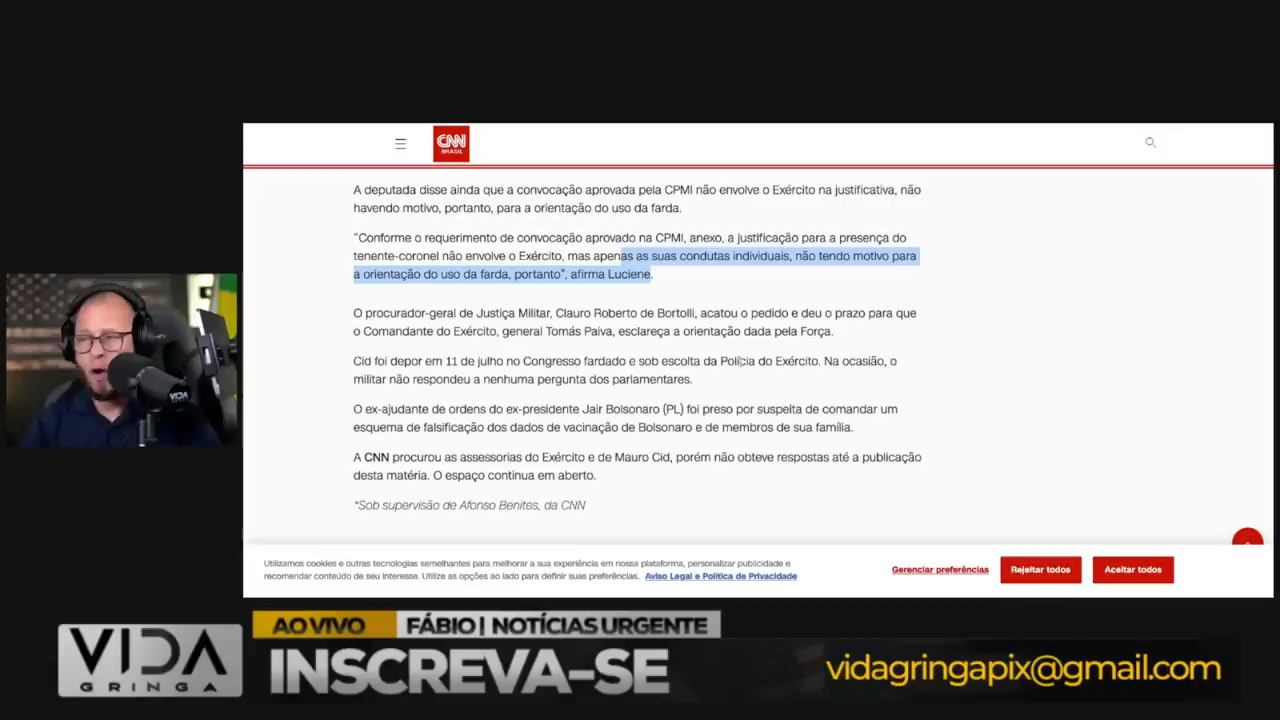 CNN
BRASIL
A deputada disse ainda que a convocação aprovada pela CPMI não envolve o Exército na justificativa, não
havendo motivo, portanto, para a orientação do uso da farda.
“Conforme o requerimento de convocação aprovado na CPMI, anexo, a justificação para a presença do
tenente-coronel não envolve o Exército, mas apenas as suas condutas individuais, não tendo motivo para
a orientação do uso da farda, portanto”, afirma Luciene.
O procurador-geral de Justiça Militar, Clauro Roberto de Bortolli, acatou o pedido e deu o prazo para que
o Comandante do Exército, general Tomás Paiva, esclareça a orientação dada pela Força.
Cid foi depor em 11 de julho no Congresso fardado e sob escolta da Polícia do Exército. Na ocasião, o
militar não respondeu a nenhuma pergunta dos parlamentares.
O ex-ajudante de ordens do ex-presidente Jair Bolsonaro (PL) foi preso por suspeita de comandar um
esquema de falsificação dos dados de vacinação de Bolsonaro e de membros de sua família.
A CNN procurou as assessorias do Exército e de Mauro Cid, porém não obteve respostas até a publicação
desta matéria. O espaço continua em aberto.
*Sob supervisão de Afonso Benites, da CNN
Utilizamos cookies e outras tecnologias semelhantes para melhorar a sua experiência em nossa plataforma, personalizar publicidade e
recomendar conteúdo de seu interesse. Utilize as opções ao lado para definir suas preferências. Aviso Legal e Política de Privacidade
Gerenciar preferências
Rejeitar todos
Aceitar todos
VIDA
AO VIVO
FÁBIO | NOTÍCIAS URGENTE
VIDA
GRINGA
INSCREVA-SE
vidagringapix@gmail.com